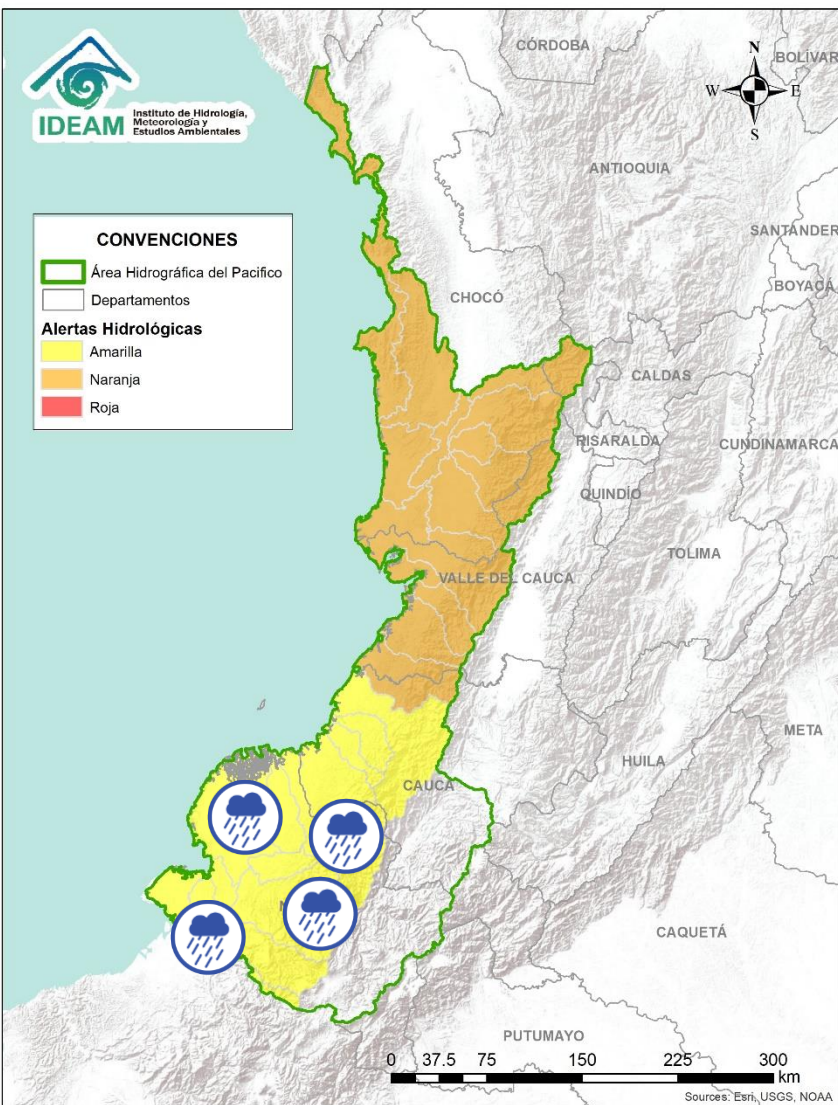 IDEAM
Instituto de Hidrología,
Meteorología y
Estudios Ambientales
N
W
E
S
CÓRDOBA
BOLÍVAR
ANTIOQUIA
SANTANDER
BOYACÁ
CHOCÓ
CALDAS
RISARALDA
CUNDINAMARCA
QUINDÍO
TOLIMA
VALLE DEL CAUCA
META
HUILA
CAUCA
CAQUETÁ
PUTUMAYO
CONVENCIONES
Área Hidrográfica del Pacifico
Departamentos
Alertas Hidrológicas
Amarilla
Naranja
Roja
0 37.5 75 150 225 300
km
Sources: Esri, USGS, NOAA